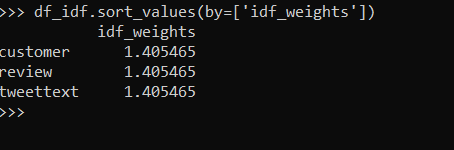 >>> df_idf.sort_values(by=['idf_weights'])
idf_weights
customer 1.405465
review 1.405465
tweettext 1.405465
>>>